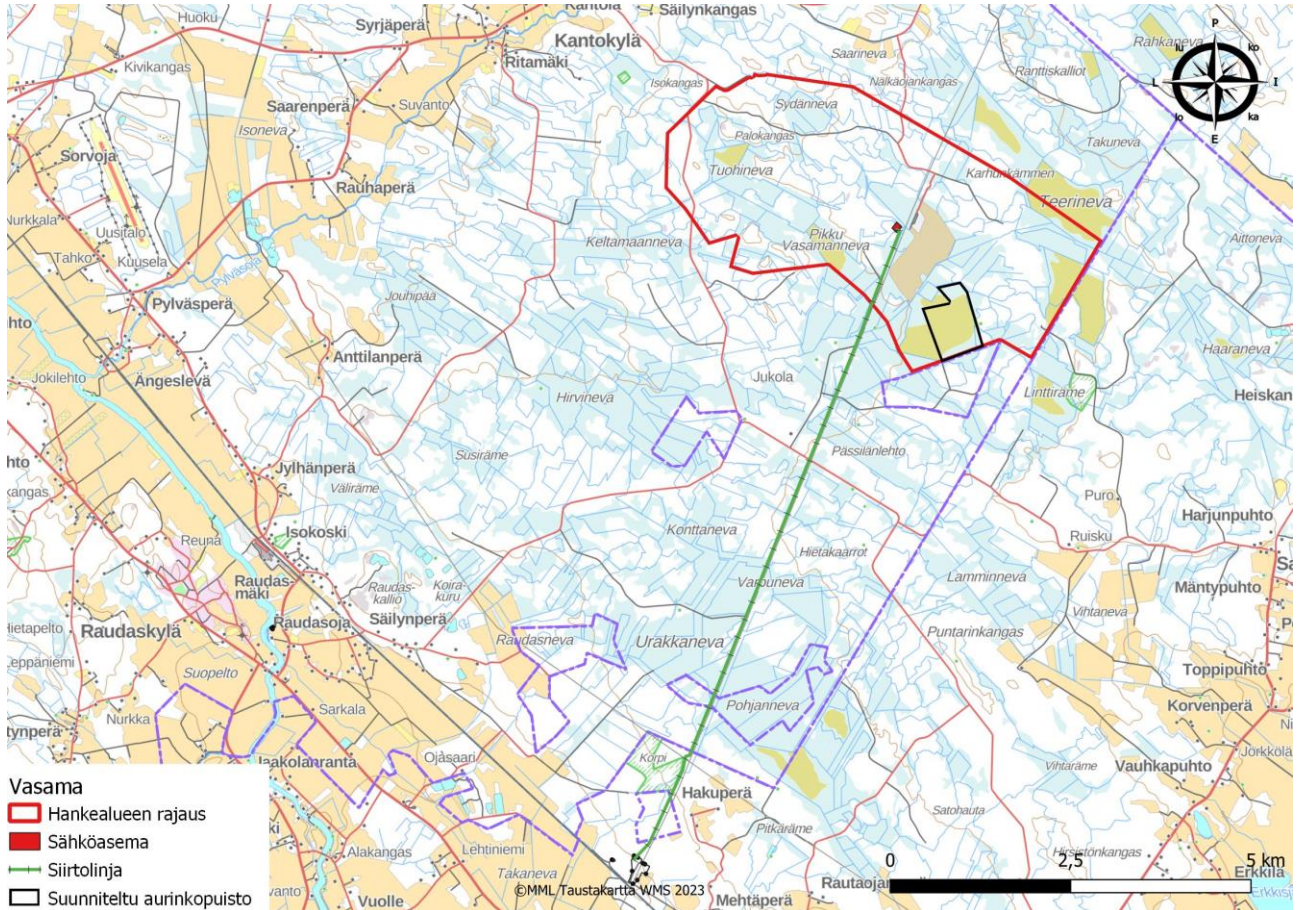 Huoku
Syrjäperä
Kantola
Säilynkangas
Rahkaneva
Kivikangas
Ritamäki
Kantokylä
Saarineva
Isokangas
Ranttiskalliot
Nälkäojankangas
P
lu
ko
L
I
lo
ka
E
Saarenperä
Suvanto
Isoneva
Sydänneva
Palokangas
Takuneva
Sorvoja
Tuohineva
Karhunkämmen
Rauhaperä
Teerineva
Nurkkala
Uusitalo
Tahko
Kuusela
Keltamaanneva
Pikku
Vasamanneva
Aittoneva
Pylväsoja
Jouhipää
Pylväsperä
Anttilanperä
Jokilehto
Ängeslevä
Haaraneva
Jukola
Linttiräme
Heiskan
Hirvineva
Pässilänlehto
Susiräme
Jylhänperä
Väliräme
Puro
Harjunpuhto
Isokoski
Konttaneva
Ruisku
Reuna
Hietakaarrot
Raudas-
mäki
Raudas-
kallio
Koira-
kuru
Varpuneva
Lamminneva
Mäntypuhto
Vihtaneva
Säilynperä
Raudaskylä
Raudasoja
Raudasneva
Urakkaneva
Puntarinkangas
Toppipuhto
Suopelto
Pohjanneva
Korvenperä
Nurkka
Sarkala
Jaakolanranta
Ojasaari
Korpi
Vihtaräme
Vauhkapuhto
Hakuperä
Satohauta
Pitkäräme
Alakangas
Lehtiniemi
Hirsistönkangas
Takaneva
Vuolle
Mehtäperä
Rautaojan
Erkkilä
Vasama
Hankealueen rajaus
Sähköasema
Siirtolinja
Suunniteltu aurinkopuisto
©MML Taustakartta WMS 2023
0
2,5
5 km